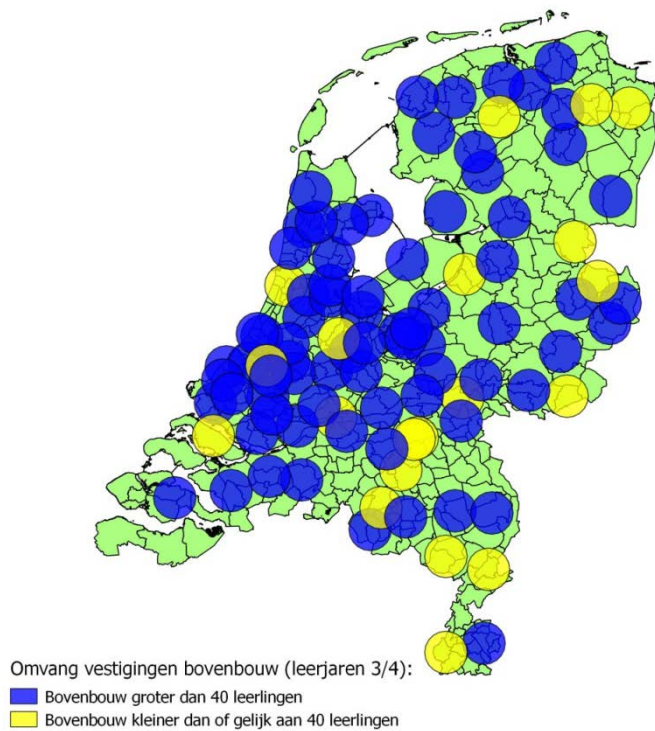 Omvang vestigingen bovenbouw (leerjaren 3/4):
Bovenbouw groter dan 40 leerlingen
Bovenbouw kleiner dan of gelijk aan 40 leerlingen